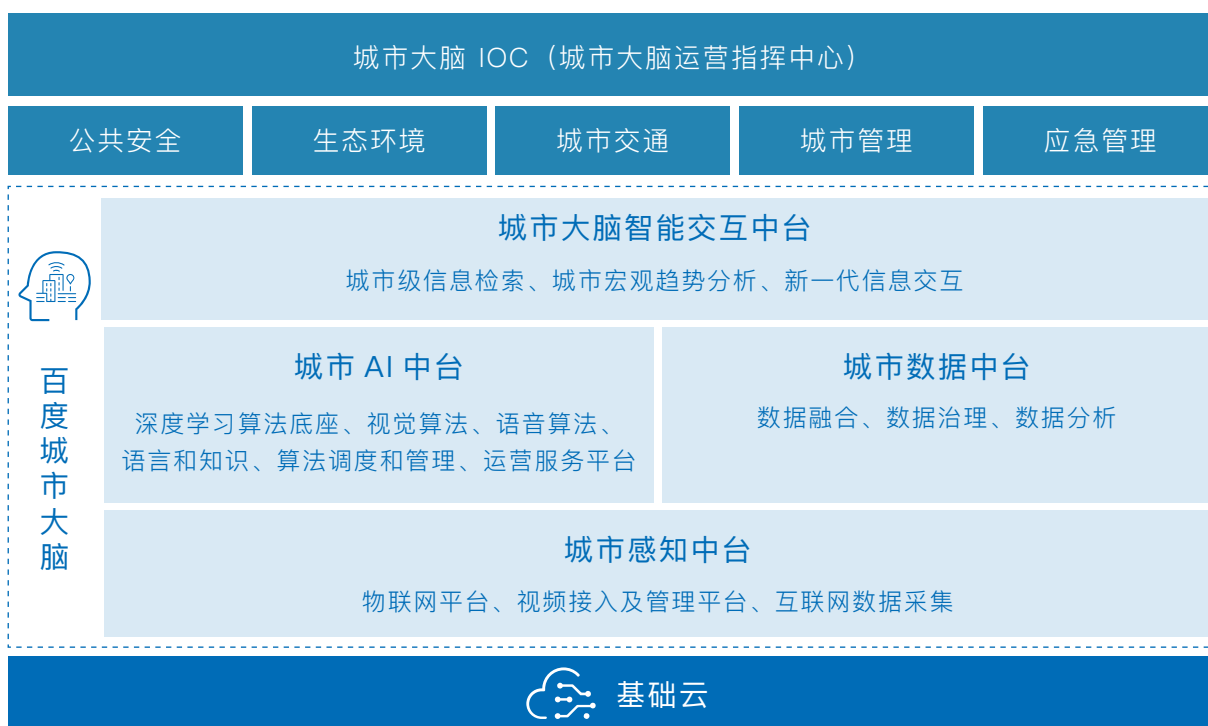 城市大脑 IOC（城市大脑运营指挥中心）
公共安全
生态环境
城市交通
城市管理
应急管理
百度城市大脑
城市大脑智能交互中台
城市级信息检索、城市宏观趋势分析、新一代信息交互
城市 AI 中台
深度学习算法底座、视觉算法、语音算法、
语言和知识、算法调度和管理、运营服务平台
城市数据中台
数据融合、数据治理、数据分析
城市感知中台
物联网平台、视频接入及管理平台、互联网数据采集
基础云